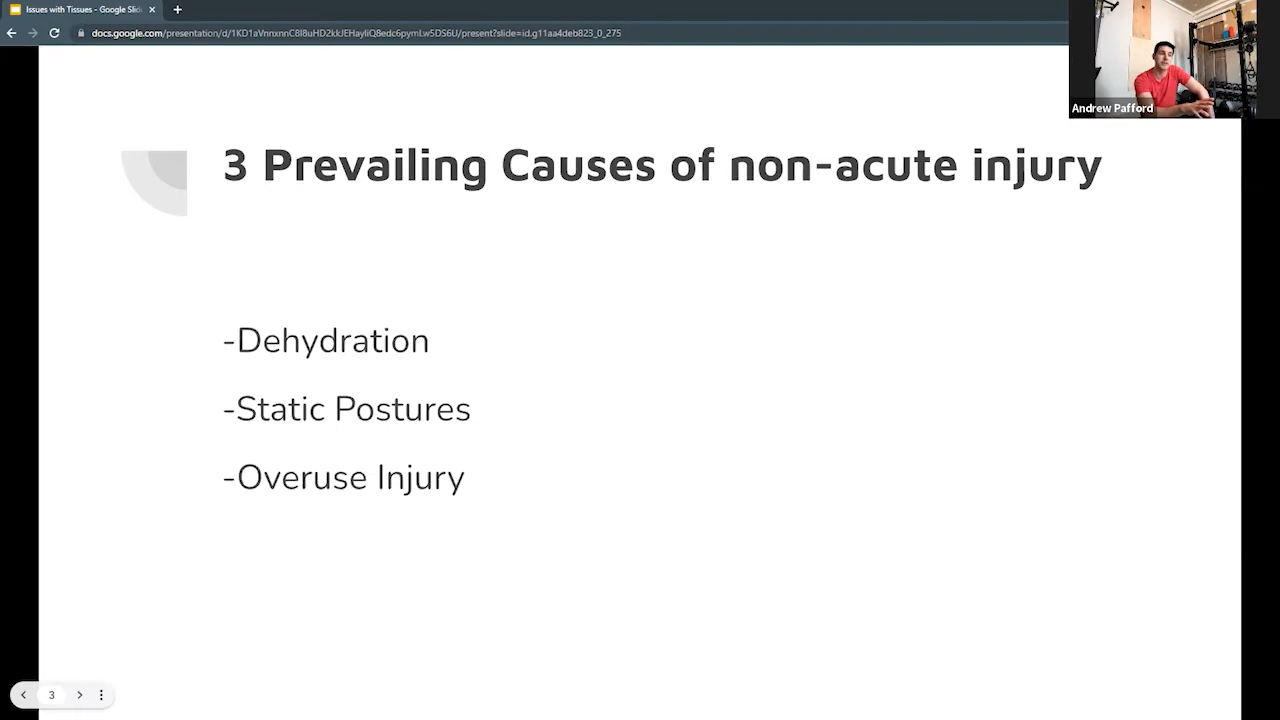 Issues with Tissues - Google Slid
docs.google.com/presentation/d/1KD1aVnnxnnC8I8uHD2kkJEHayliQ8edc6pymLw5DS6U/present?slide=id.g11aa4deb823_0_275
Andrew Pafford
3 Prevailing Causes of non-acute injury
-Dehydration
-Static Postures
-Overuse Injury
3